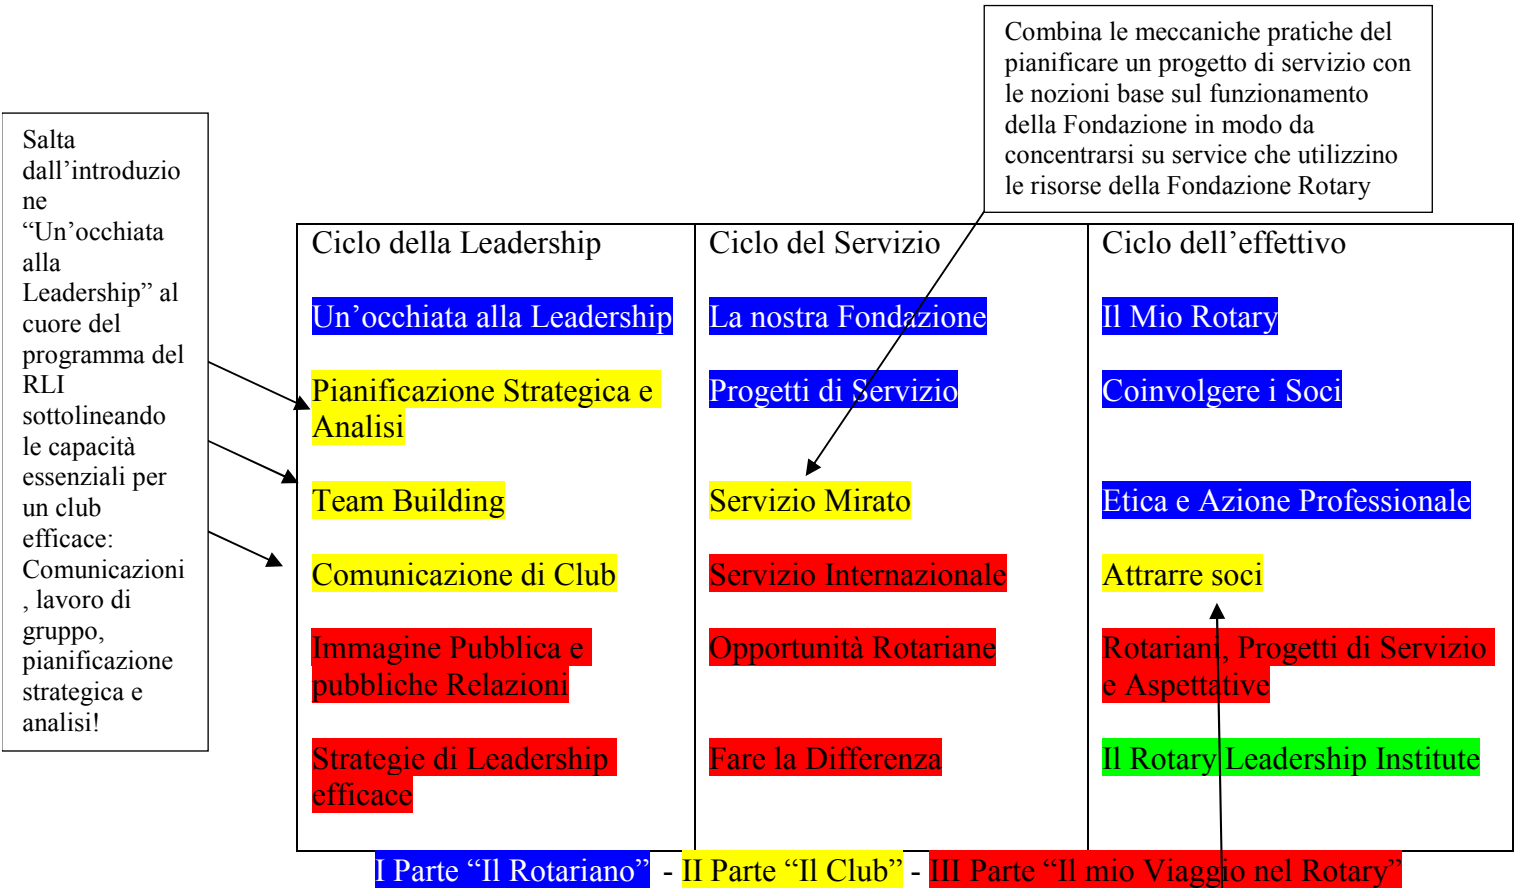 Combina le meccaniche pratiche del
pianificare un progetto di servizio con
le nozioni base sul funzionamento
della Fondazione in modo da
concentrarsi su service che utilizzino
le risorse della Fondazione Rotary
Salta
dall’introduzio
ne
“Un’occhiata
alla
Leadership” al
cuore del
programma del
RLI
sottolineando
le capacità
essenziali per
un club
efficace:
Comunicazioni
, lavoro di
gruppo,
pianificazione
strategica e
analisi!
Ciclo della Leadership
Un’occhiata alla Leadership
Pianificazione Strategica e
Analisi
Team Building
Comunicazione di Club
Immagine Pubblica e
pubbliche Relazioni
Strategie di Leadership
efficace
Ciclo del Servizio
La nostra Fondazione
Progetti di Servizio
Servizio Mirato
Servizio Internazionale
Opportunità Rotariane
Fare la Differenza
Ciclo dell’effettivo
Il Mio Rotary
Coinvolgere i Soci
Etica e Azione Professionale
Attrarre soci
Rotariani, Progetti di Servizio
e Aspettative
Il Rotary Leadership Institute
I Parte “Il Rotariano” - II Parte “Il Club” - III Parte “Il mio Viaggio nel Rotary”